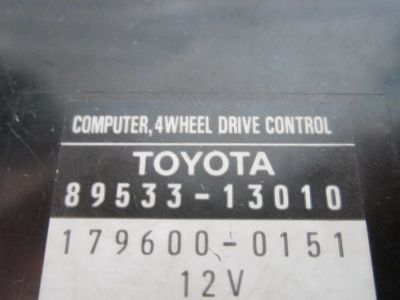 COMPUTER, 4WHEEL DRIVE CONTROL
TOYOTA
89533-13010
179600-0151
12V